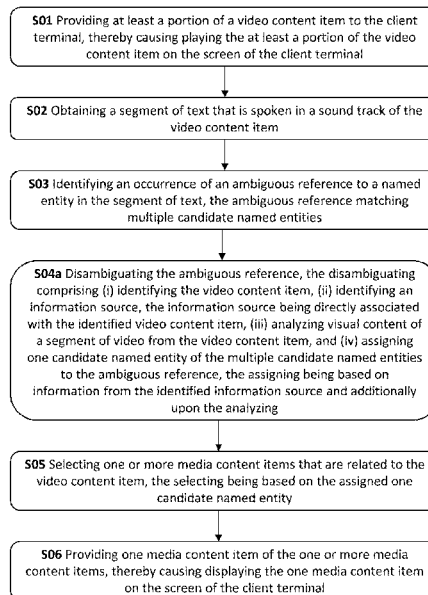 S01 Providing at least a portion of a video content item to the client
terminal, thereby causing playing the at least a portion of the video
content item on the screen of the client terminal
S02 Obtaining a segment of text that is spoken in a sound track of the
video content item
S03 Identifying an occurrence of an ambiguous reference to a named
entity in the segment of text, the ambiguous reference matching
multiple candidate named entities
S04a Disambiguating the ambiguous reference, the disambiguating
comprising (i) identifying the video content item, (ii) identifying an
information source, the information source being directly associated
with the identified video content item, (iii) analyzing visual content of
a segment of video from the video content item, and (iv) assigning
one candidate named entity of the multiple candidate named entities
to the ambiguous reference, the assigning being based on
information from the identified information source and additionally
upon the analyzing
S05 Selecting one or more media content items that are related to the
video content item, the selecting being based on the assigned one
candidate named entity
S06 Providing one media content item of the one or more media
content items, thereby causing displaying the one media content item
on the screen of the client terminal